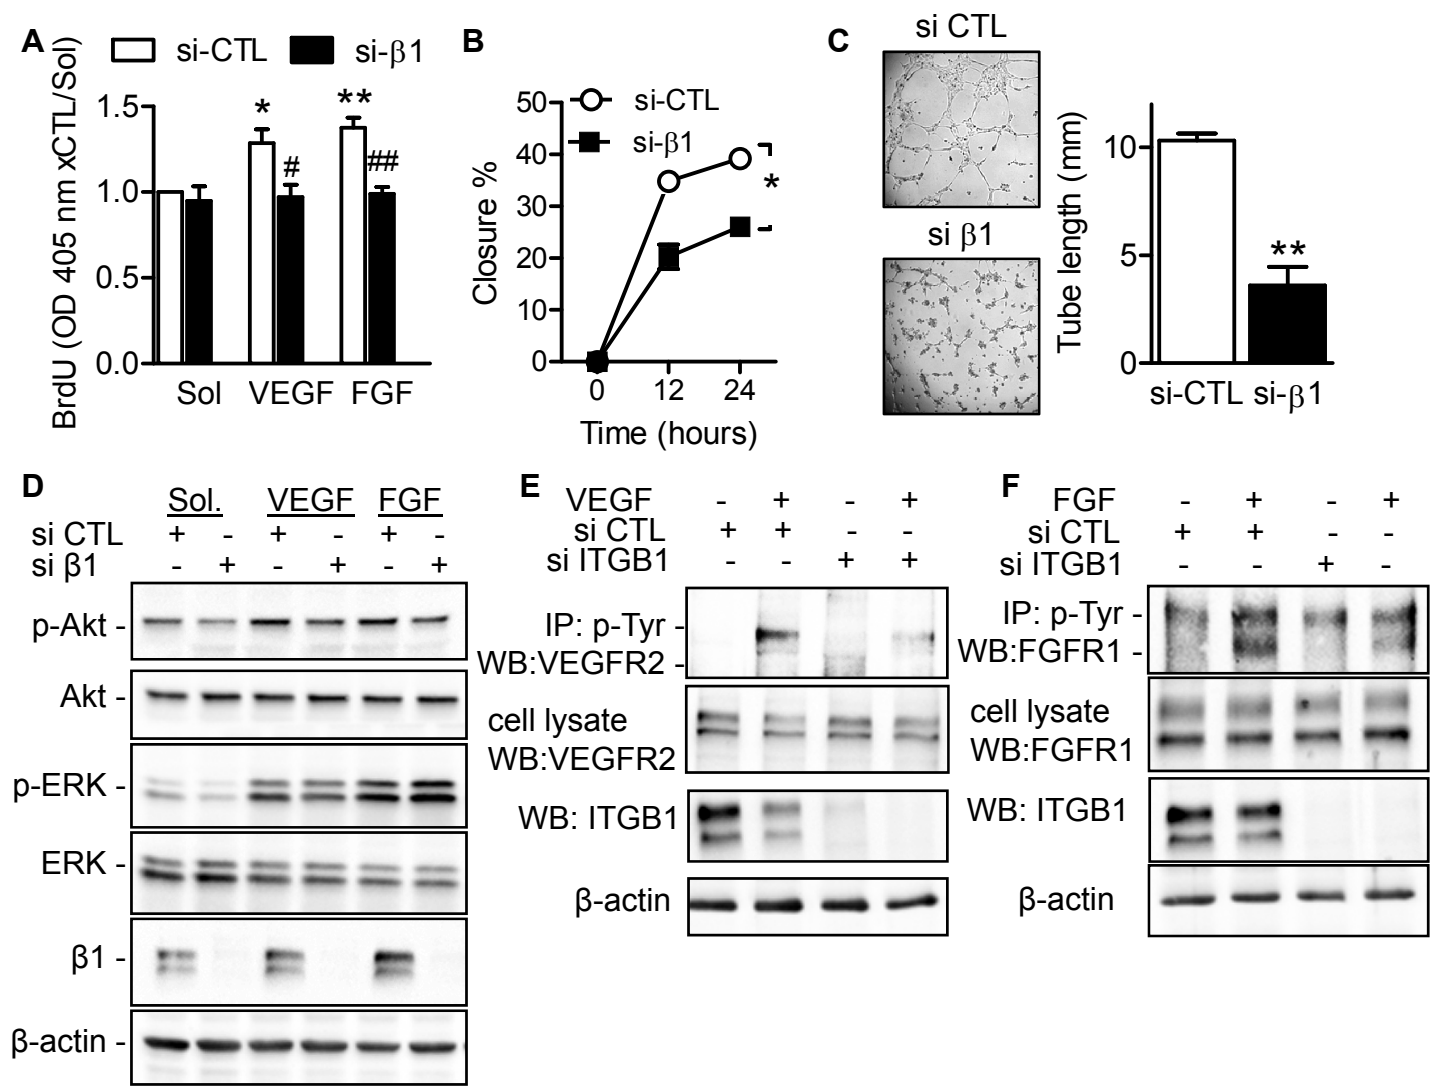 A
si-CTL
si-β1
BrdU (OD 405 nm xCTL/Sol)
1.5
1.0
0.5
0.0
*
**
#
##
Sol
VEGF
FGF
B
si-CTL
si-β1
Closure %
50
40
30
20
10
0
*
0
12
24
Time (hours)
C
si CTL
si β1
Tube length (mm)
10
5
0
**
si-CTL
si-β1
D
Sol.
VEGF
FGF
si CTL + - + - + -
si β1 - + - + - +
p-Akt -
Akt -
p-ERK -
ERK -
β1 -
β-actin -
E
VEGF - + - +
si CTL + + - -
si ITGB1 - - + +
IP: p-Tyr -
WB:VEGFR2 -
cell lysate
WB:VEGFR2
WB: ITGB1
β-actin
F
FGF - + - +
si CTL + + - -
si ITGB1 - - + -
IP: p-Tyr -
WB:FGFR1 -
cell lysate
WB:FGFR1
WB: ITGB1
β-actin